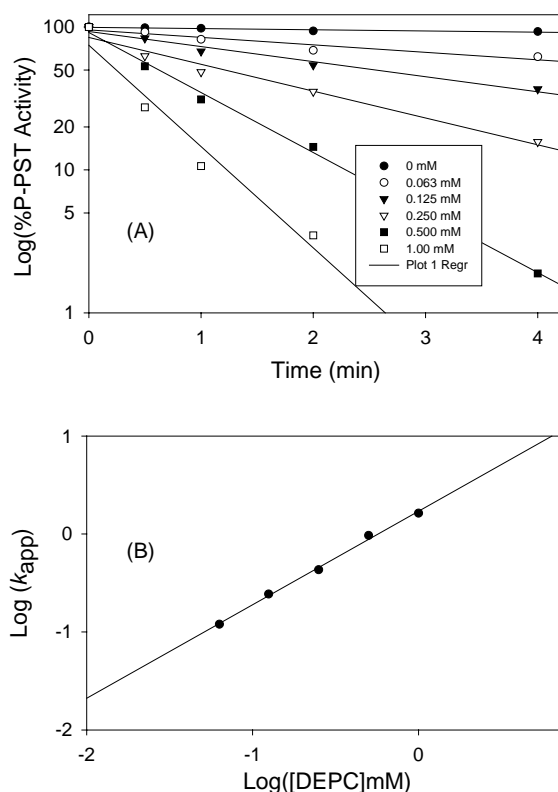 100
50
20
10
5
1
Log(%P-PST Activity)
(A)
0 mM
0.063 mM
0.125 mM
0.250 mM
0.500 mM
1.00 mM
Plot 1 Regr
0 1 2 3 4
Time (min)
1
0
-1
-2
Log (kapp)
(B)
-2 -1 0
Log([DEPC]mM)